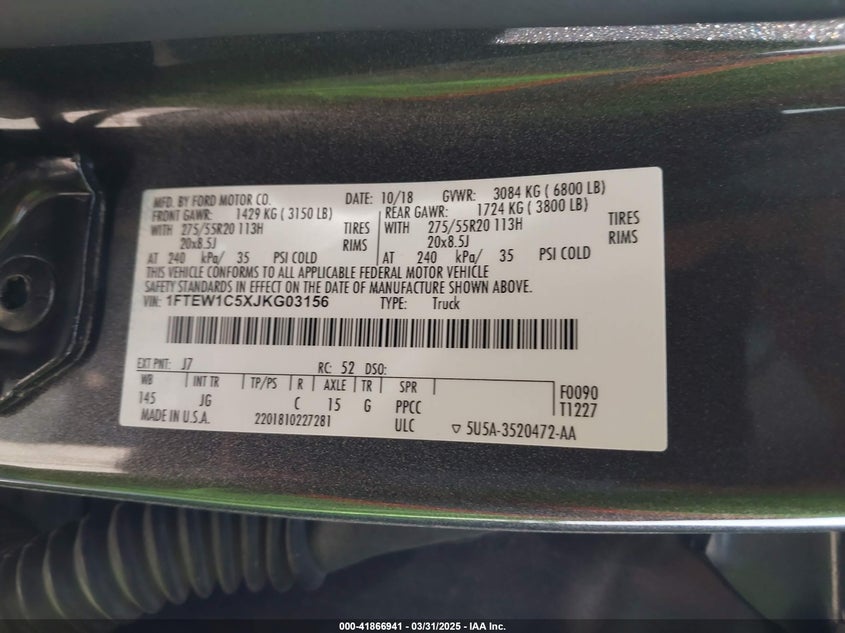 MFD. BY FORD MOTOR CO. DATE: 10/18 GVWR: 3084 KG ( 6800 LB)
FRONT GAWR: 1429 KG ( 3150 LB) REAR GAWR: 1724 KG ( 3800 LB)
WITH 275/55R20 113H TIRES WITH 275/55R20 113H TIRES
20x8.5J RIMS 20x8.5J RIMS
AT 240 kPa/ 35 PSI COLD AT 240 kPa/ 35 PSI COLD
THIS VEHICLE CONFORMS TO ALL APPLICABLE FEDERAL MOTOR VEHICLE
SAFETY STANDARDS IN EFFECT ON THE DATE OF MANUFACTURE SHOWN ABOVE.
VIN: 1FTEW1C5XJKG03156 TYPE: Truck
EXT PNT: J7 RC: 52 DSO:
WB INT TR TP/PS R AXLE TR SPR F0090
145 JG C 15 G PPCC T1227
MADE IN U.S.A. 2201810227281 ULC ▽ 5U5A-3520472-AA
000-41866941 - 03/31/2025 - IAA Inc.